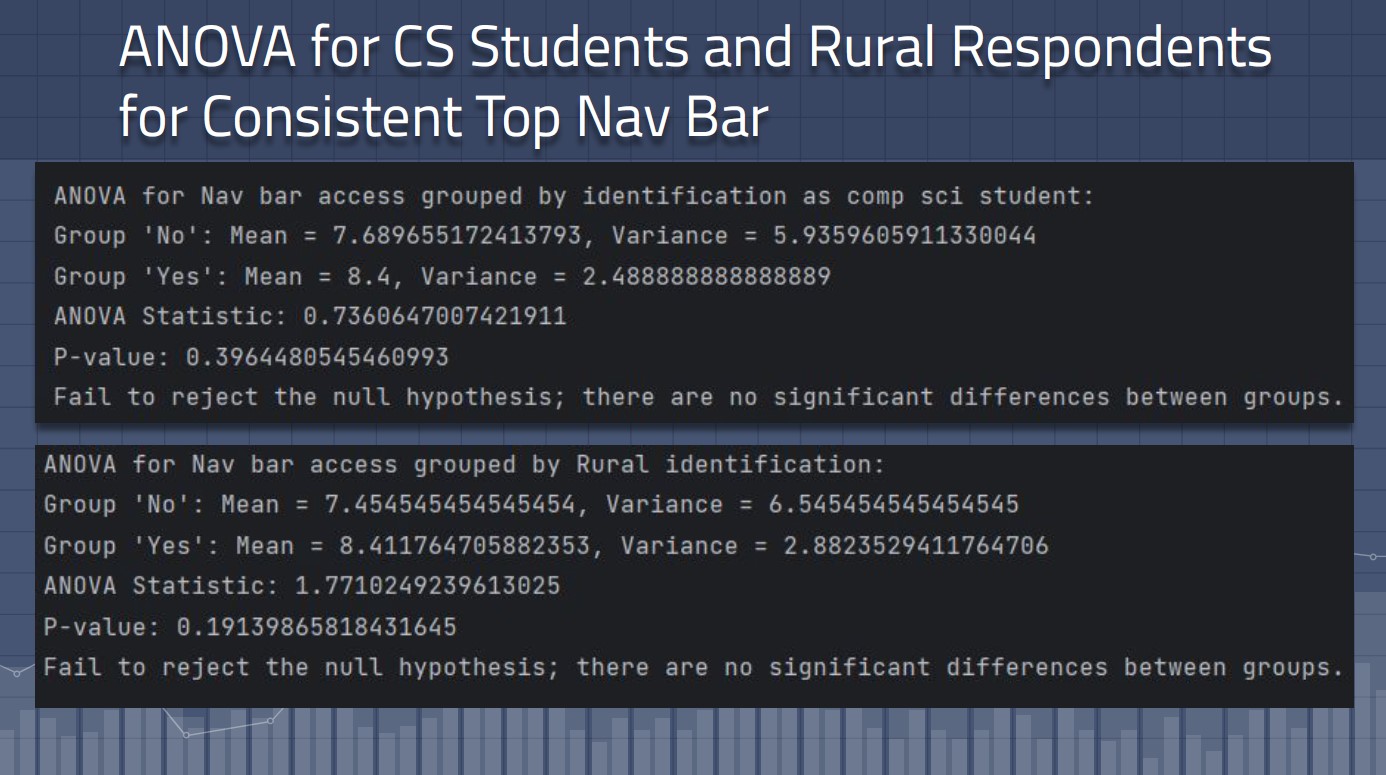 ANOVA for CS Students and Rural Respondents
for Consistent Top Nav Bar
ANOVA for Nav bar access grouped by identification as comp sci student:
Group 'No': Mean = 7.689655172413793, Variance = 5.9359605911330044
Group 'Yes': Mean = 8.4, Variance = 2.488888888888889
ANOVA Statistic: 0.7360647007421911
P-value: 0.3964480545460993
Fail to reject the null hypothesis; there are no significant differences between groups.
ANOVA for Nav bar access grouped by Rural identification:
Group 'No': Mean = 7.454545454545454, Variance = 6.545454545454545
Group 'Yes': Mean = 8.411764705882353, Variance = 2.8823529411764706
ANOVA Statistic: 1.7710249239613025
P-value: 0.19139865818431645
Fail to reject the null hypothesis; there are no significant differences between groups.